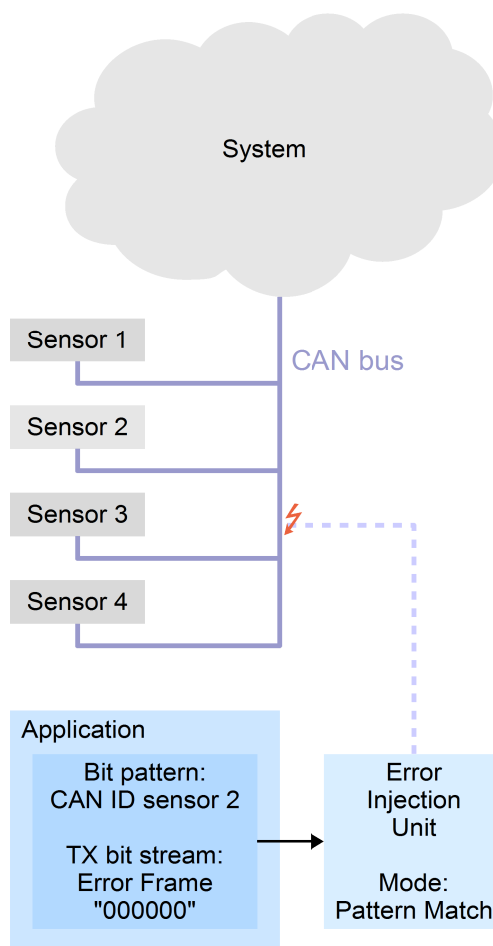 System
Sensor 1
CAN bus
Sensor 2
Sensor 3
Sensor 4
Application
Bit pattern:
CAN ID sensor 2
TX bit stream:
Error Frame
"000000"
Error
Injection
Unit
Mode:
Pattern Match